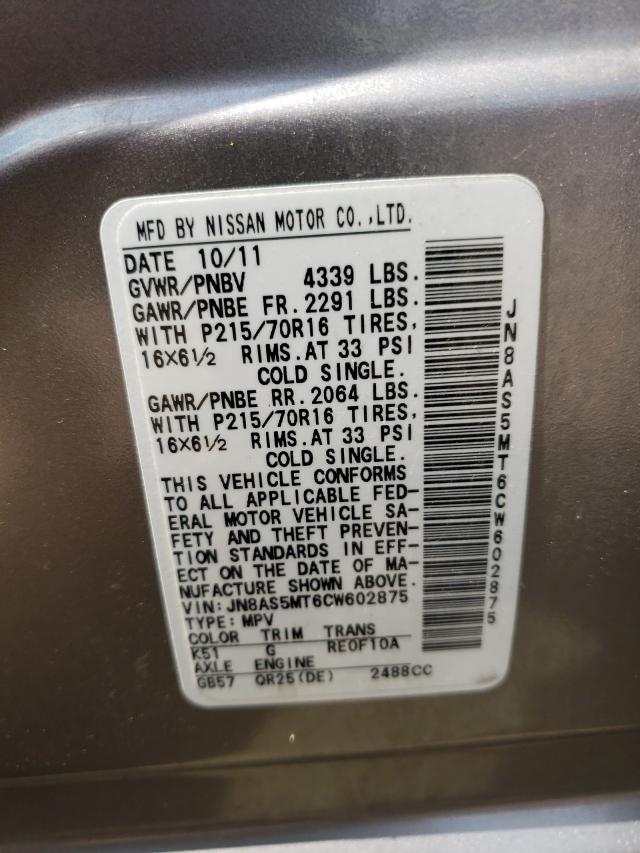 MFD BY NISSAN MOTOR CO.,LTD.
DATE 10/11
GVWR/PNBV 4339 LBS.
GAWR/PNBE FR.2291 LBS.
WITH P215/70R16 TIRES,
16X6½ RIMS.AT 33 PSI
COLD SINGLE.
GAWR/PNBE RR.2064 LBS.
WITH P215/70R16 TIRES,
16X6½ RIMS.AT 33 PSI
COLD SINGLE.
THIS VEHICLE CONFORMS
TO ALL APPLICABLE FED-
ERAL MOTOR VEHICLE SA-
FETY AND THEFT PREVEN-
TION STANDARDS IN EFF-
ECT ON THE DATE OF MA-
NUFACTURE SHOWN ABOVE.
VIN: JN8AS5MT6CW602875
TYPE: MPV
COLOR TRIM TRANS
K51 G RE0F10A
AXLE ENGINE
GB57 QR25(DE) 2488CC
JN8AS5MT6CW602875